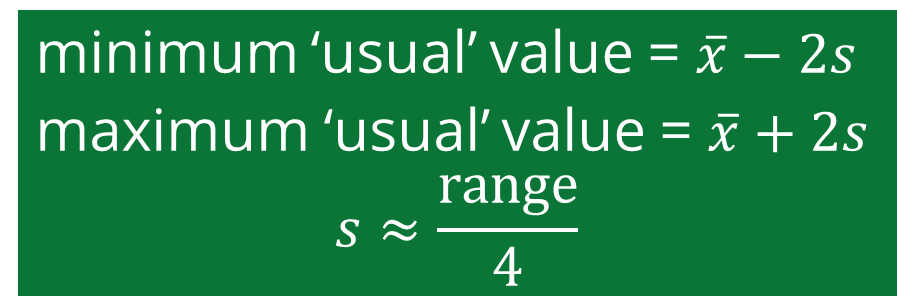 minimum ‘usual’ value = x̄ − 2s
maximum ‘usual’ value = x̄ + 2s
s ≈ range/4